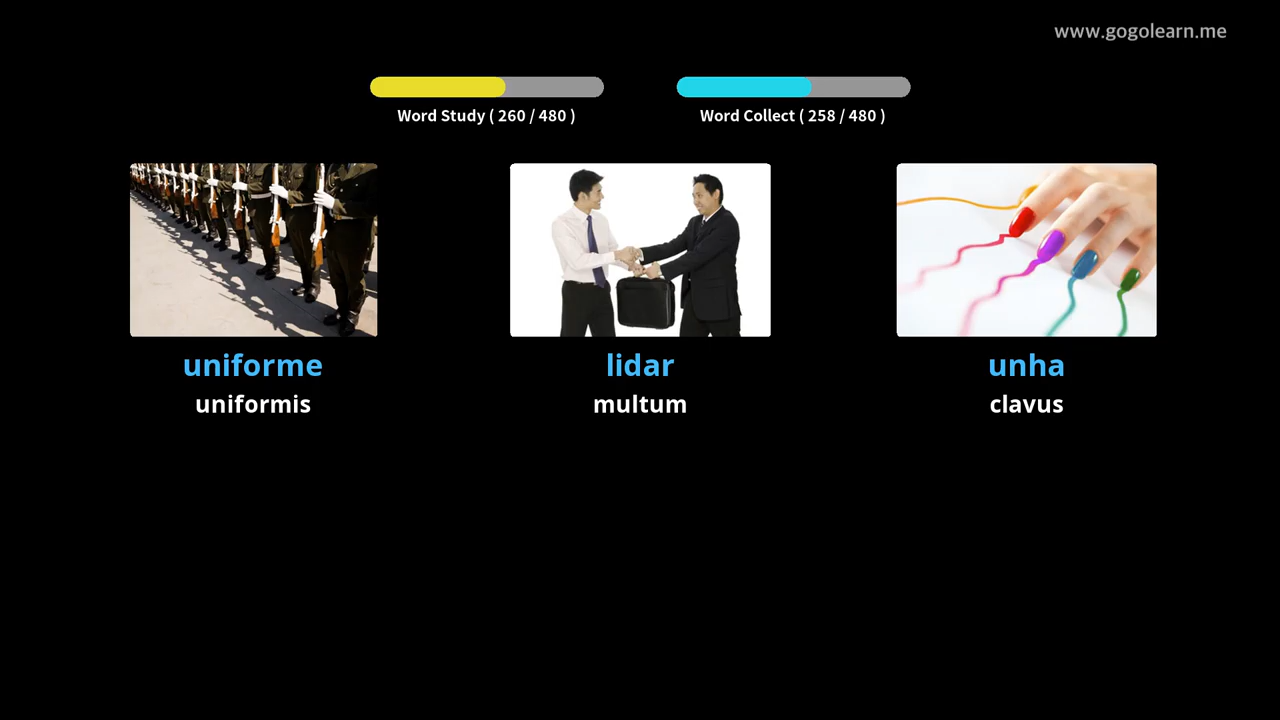 www.gogolearn.me
Word Study ( 260 / 480 )
Word Collect ( 258 / 480 )
uniforme
uniformis
lidar
multum
unha
clavus